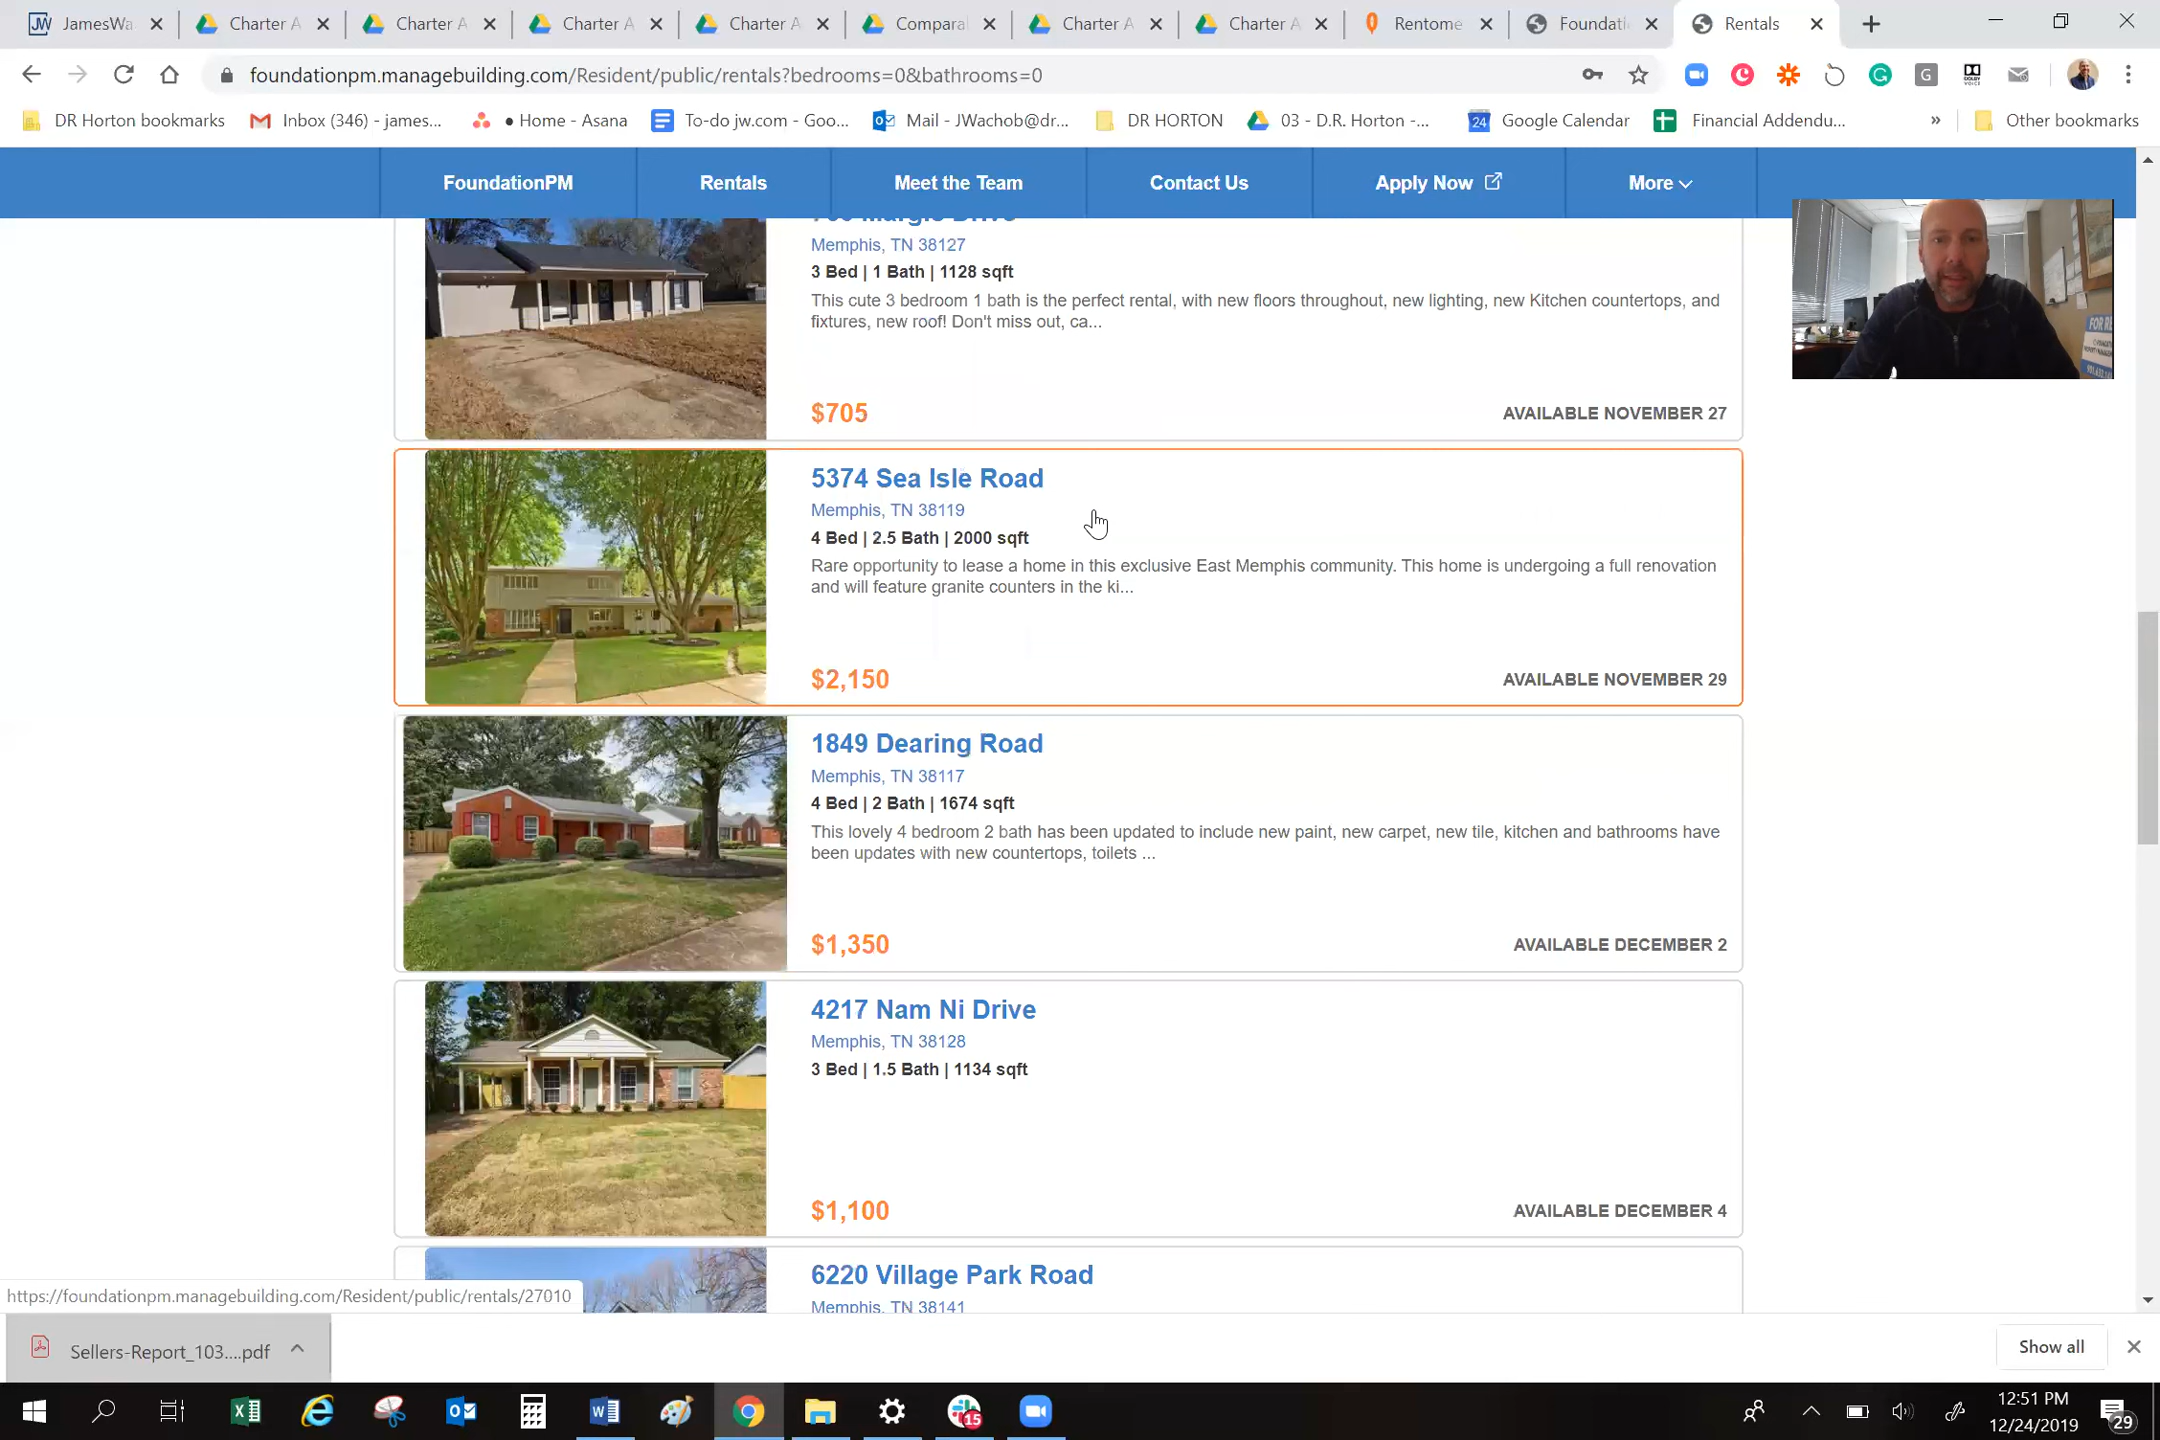 JamesWa
Charter A
Charter A
Charter A
Charter A
Compara
Charter A
Charter A
Rentome
Foundati
Rentals
foundationpm.managebuilding.com/Resident/public/rentals?bedrooms=0&bathrooms=0
DR Horton bookmarks
Inbox (346) - james...
• Home - Asana
To-do jw.com - Goo...
Mail - JWachob@dr...
DR HORTON
03 - D.R. Horton -...
Google Calendar
Financial Addendu...
»
Other bookmarks
FoundationPM
Rentals
Meet the Team
Contact Us
Apply Now
More
Memphis, TN 38127
3 Bed | 1 Bath | 1128 sqft
This cute 3 bedroom 1 bath is the perfect rental, with new floors throughout, new lighting, new Kitchen countertops, and
fixtures, new roof! Don't miss out, ca...
$705
AVAILABLE NOVEMBER 27
5374 Sea Isle Road
Memphis, TN 38119
4 Bed | 2.5 Bath | 2000 sqft
Rare opportunity to lease a home in this exclusive East Memphis community. This home is undergoing a full renovation
and will feature granite counters in the ki...
$2,150
AVAILABLE NOVEMBER 29
1849 Dearing Road
Memphis, TN 38117
4 Bed | 2 Bath | 1674 sqft
This lovely 4 bedroom 2 bath has been updated to include new paint, new carpet, new tile, kitchen and bathrooms have
been updates with new countertops, toilets ...
$1,350
AVAILABLE DECEMBER 2
4217 Nam Ni Drive
Memphis, TN 38128
3 Bed | 1.5 Bath | 1134 sqft
$1,100
AVAILABLE DECEMBER 4
6220 Village Park Road
Memphis, TN 38141
https://foundationpm.managebuilding.com/Resident/public/rentals/27010
Sellers-Report_103....pdf
Show all
12:51 PM
12/24/2019
15
29
FOR RE